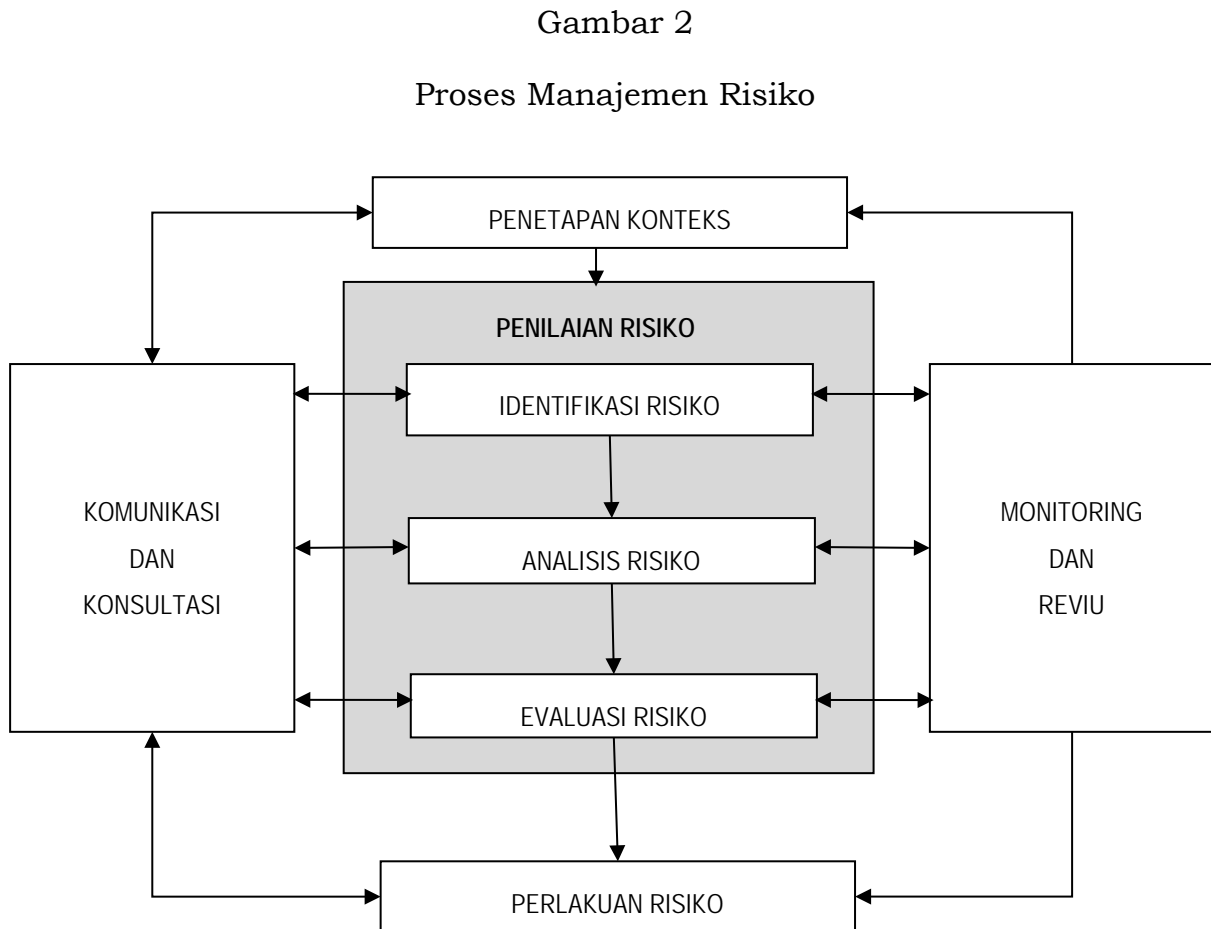 Gambar 2
Proses Manajemen Risiko
PENETAPAN KONTEKS
PENILAIAN RISIKO
IDENTIFIKASI RISIKO
KOMUNIKASI
DAN
KONSULTASI
ANALISIS RISIKO
MONITORING
DAN
REVIU
EVALUASI RISIKO
PERLAKUAN RISIKO